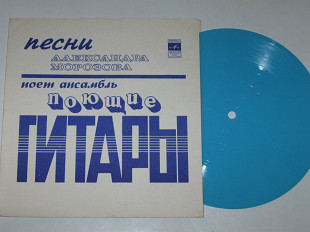 песни
АЛЕКСАНДРА
МОРОЗОВА
поет ансамбль
поющие
ГИТАРЫ